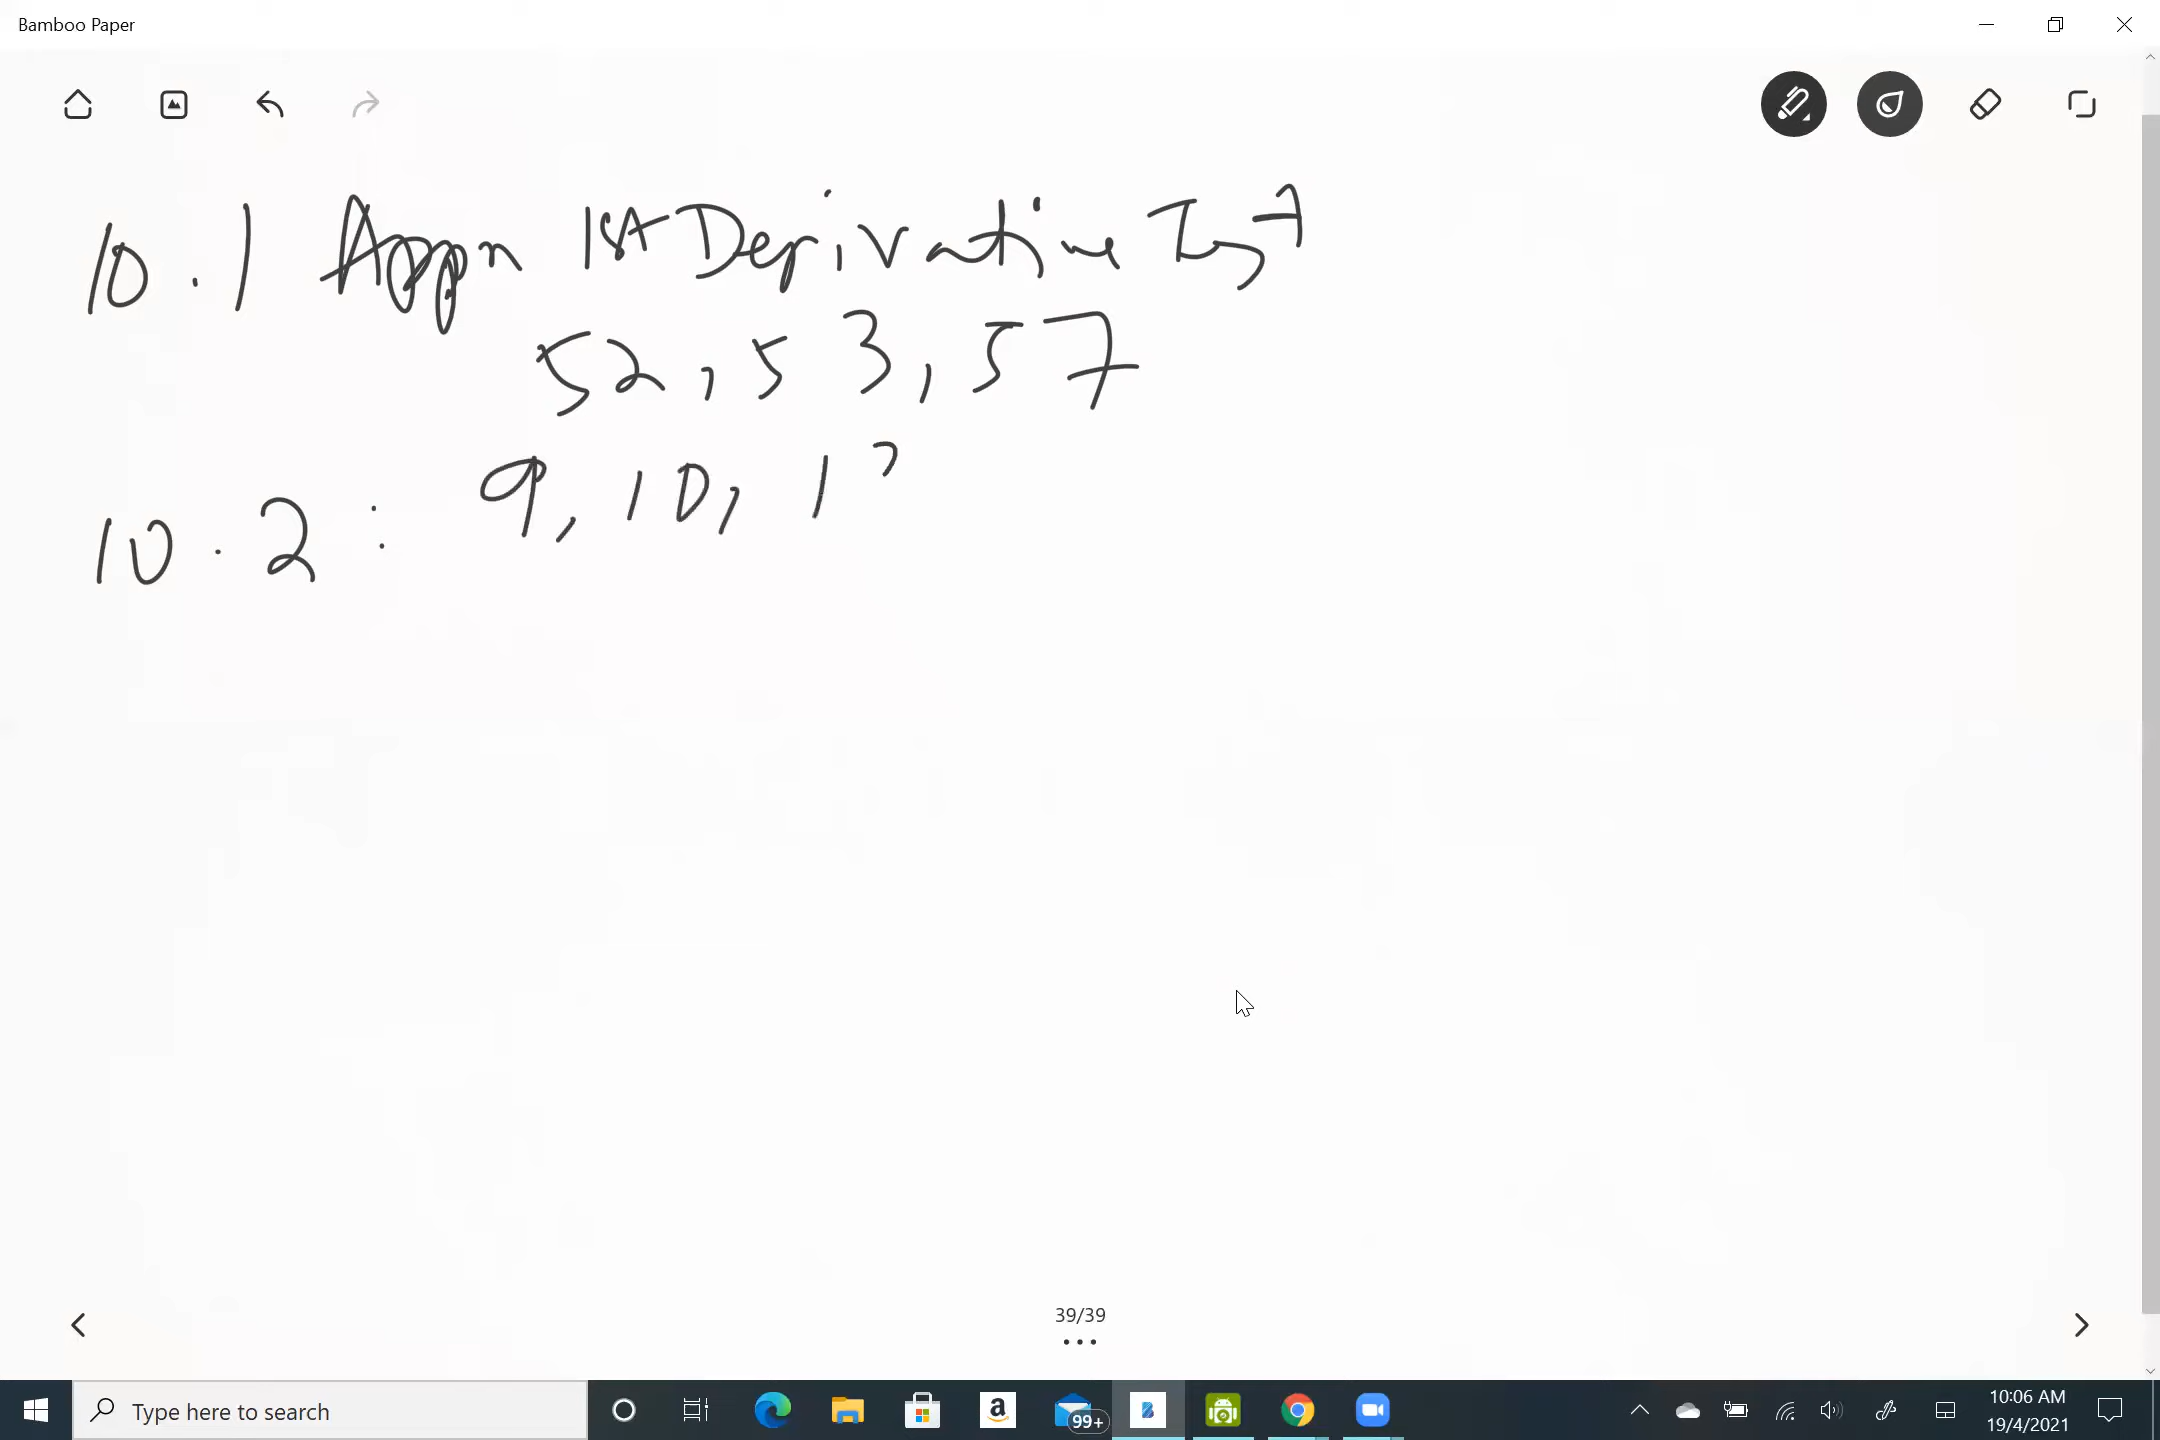 Bamboo Paper
10.1 Appn 1st Derivative Test
52, 53, 57
10.2: 9, 10, 1
39/39
Type here to search
99+
10:06 AM
19/4/2021